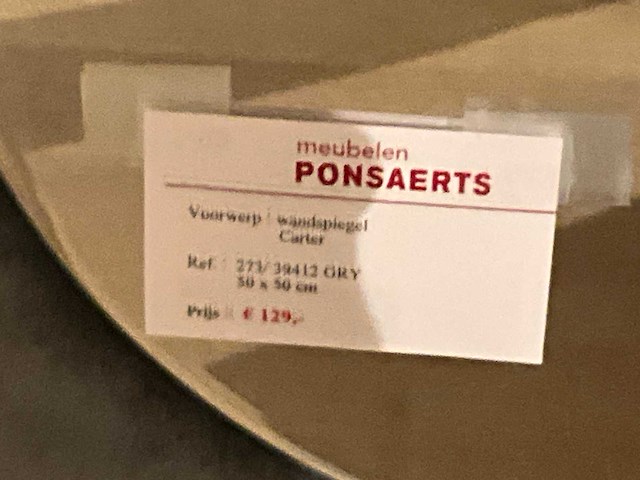 meubelen
PONSAERTS
Voorwerp : wandspiegel
Carter
Ref. : 273/ 39412 GRY
50 x 50 cm
Prijs : € 129,-